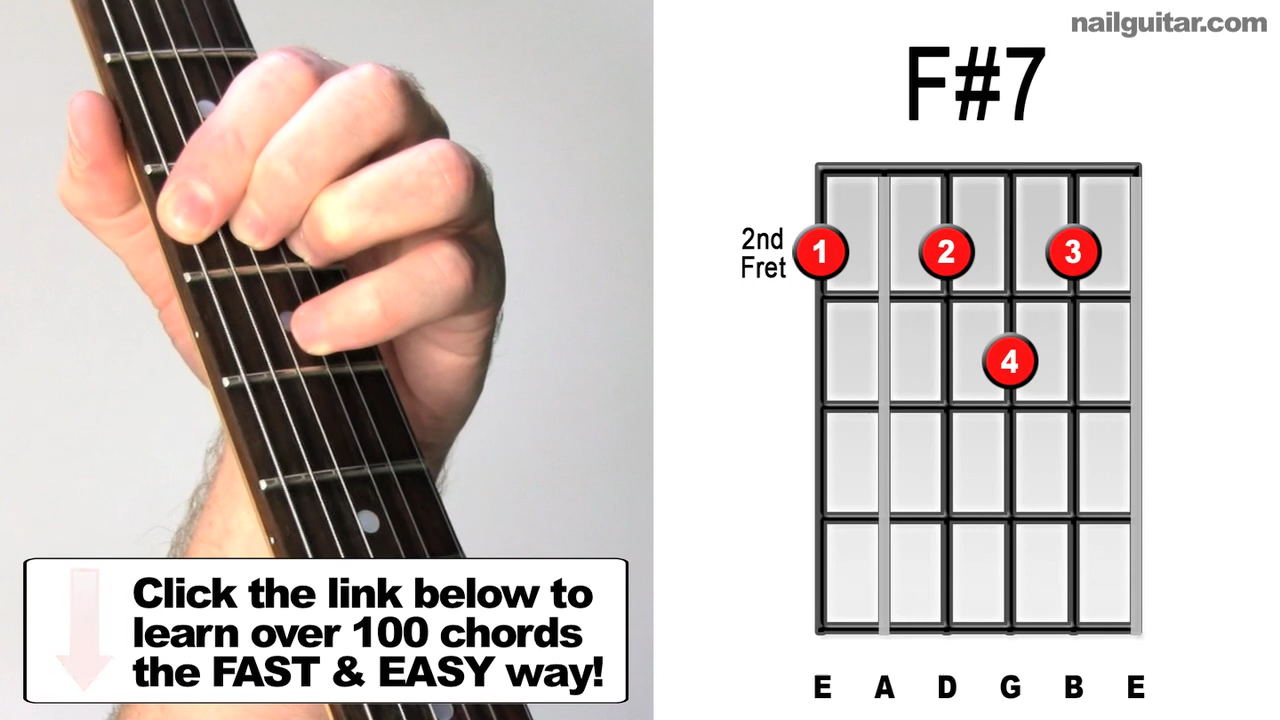 nailguitar.com
F#7
2nd
Fret
1 2 3
4
Click the link below to
learn over 100 chords
the FAST & EASY way!
E A D G B E